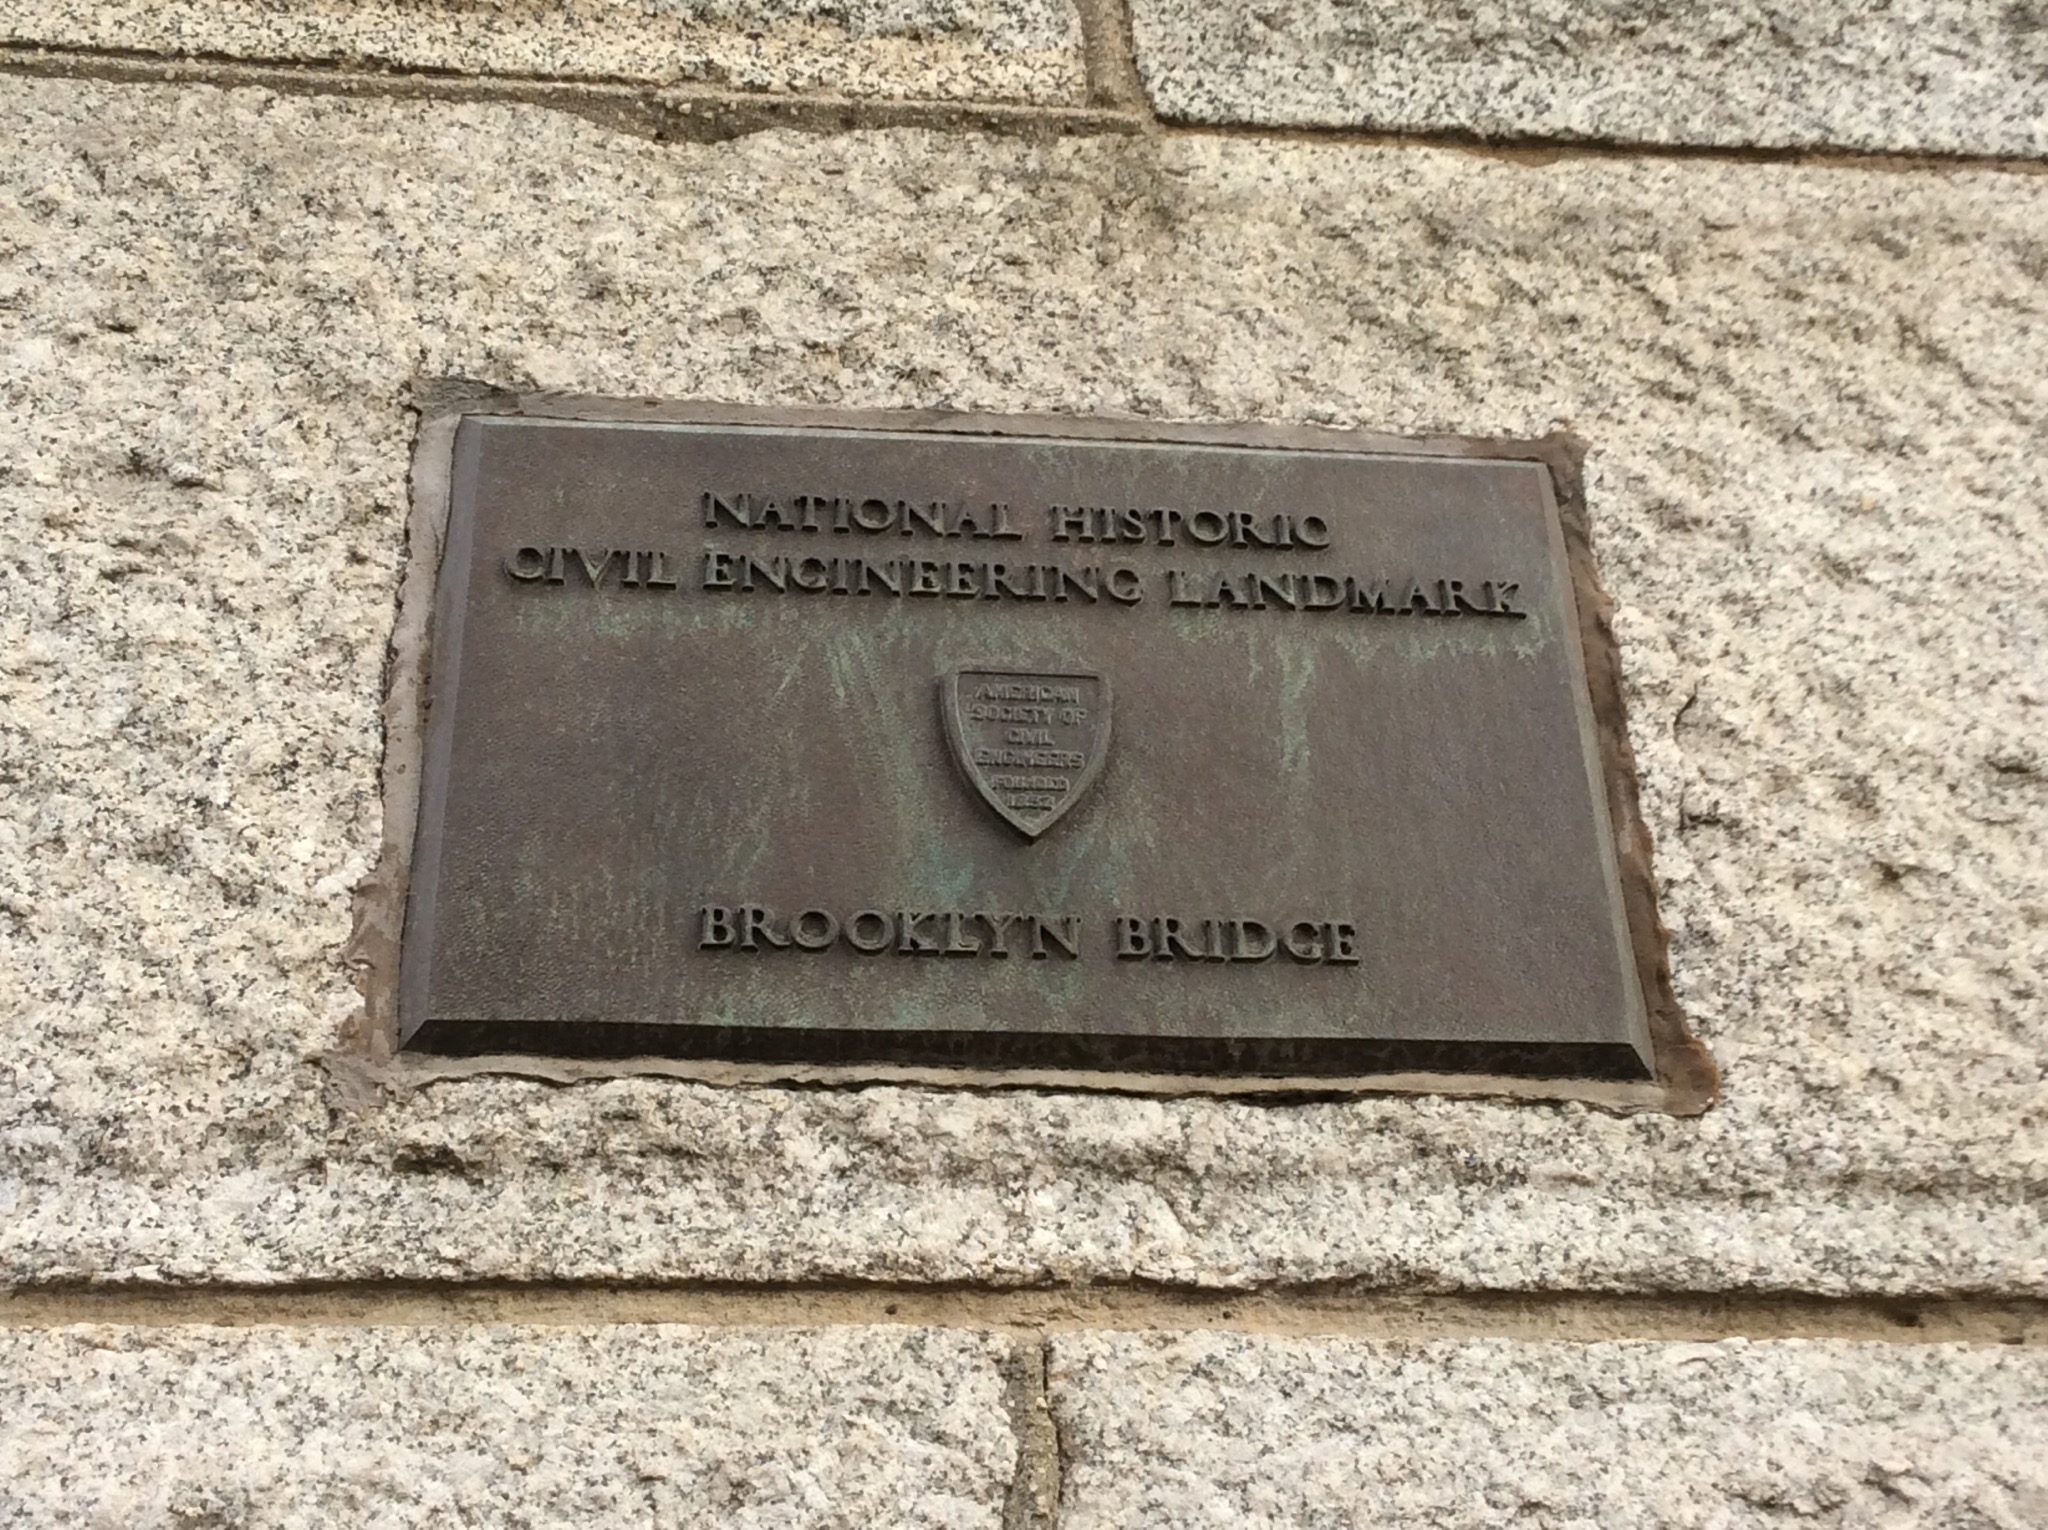 NATIONAL HISTORIC
CIVIL ENGINEERING LANDMARK
AMERICAN
SOCIETY OF
CIVIL
ENGINEERS
FOUNDED
1852
BROOKLYN BRIDGE